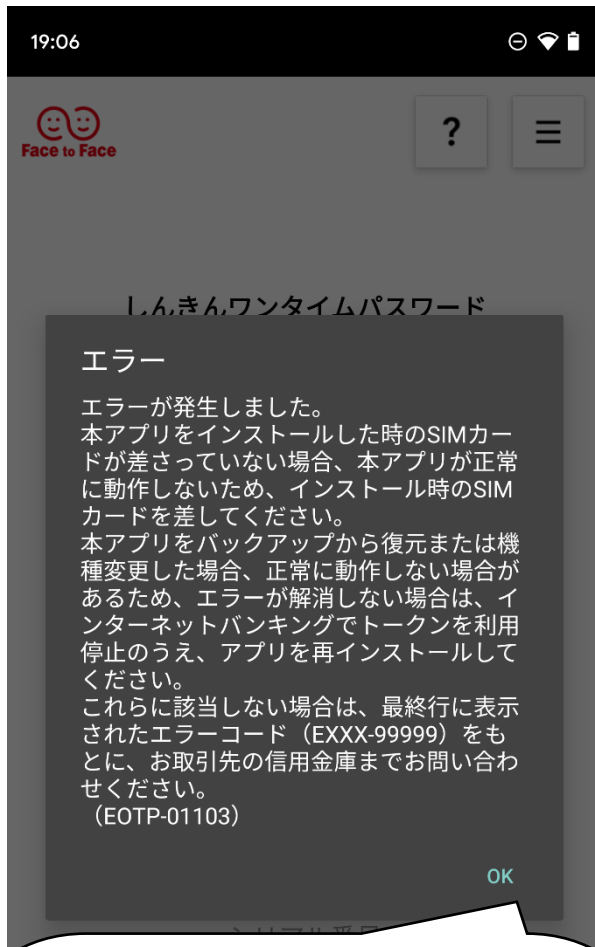 19:06
Face to Face
?
しんきんワンタイムパスワード
エラー
エラーが発生しました。
本アプリをインストールした時のSIMカー
ドが差さっていない場合、本アプリが正常
に動作しないため、インストール時のSIM
カードを差してください。
本アプリをバックアップから復元または機
種変更した場合、正常に動作しない場合が
あるため、エラーが解消しない場合は、イ
ンターネットバンキングでトークンを利用
停止のうえ、アプリを再インストールして
ください。
これらに該当しない場合は、最終行に表示
されたエラーコード（EXXX-99999）をも
とに、お取引先の信用金庫までお問い合わ
せください。
（EOTP-01103）
OK